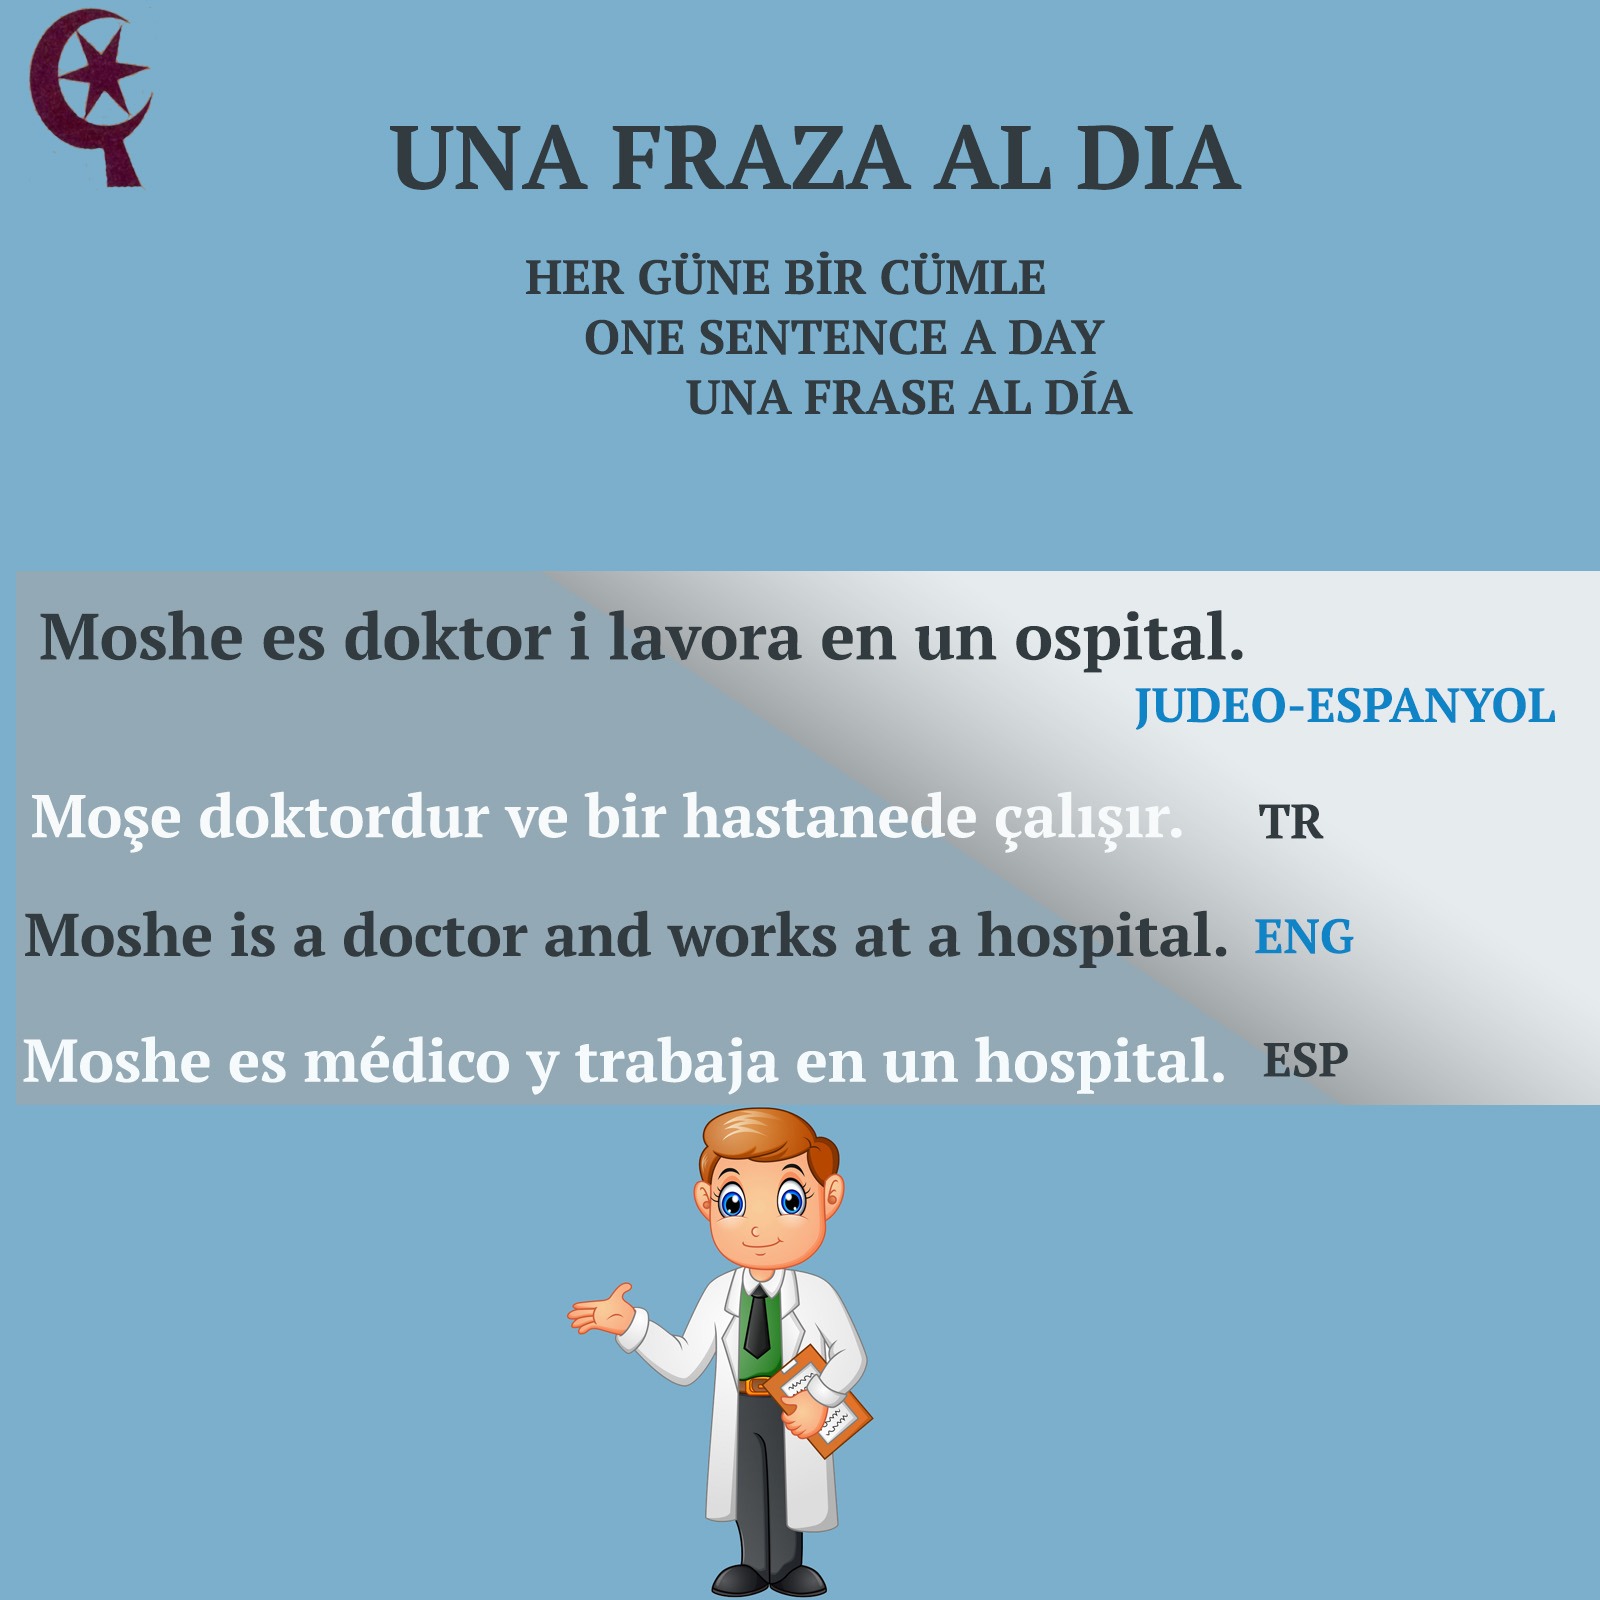 UNA FRAZA AL DIA
HER GÜNE BİR CÜMLE
ONE SENTENCE A DAY
UNA FRASE AL DÍA
Moshe es doktor i lavora en un ospital.
JUDEO-ESPANYOL
Moşe doktordur ve bir hastanede çalışır. TR
Moshe is a doctor and works at a hospital. ENG
Moshe es médico y trabaja en un hospital. ESP